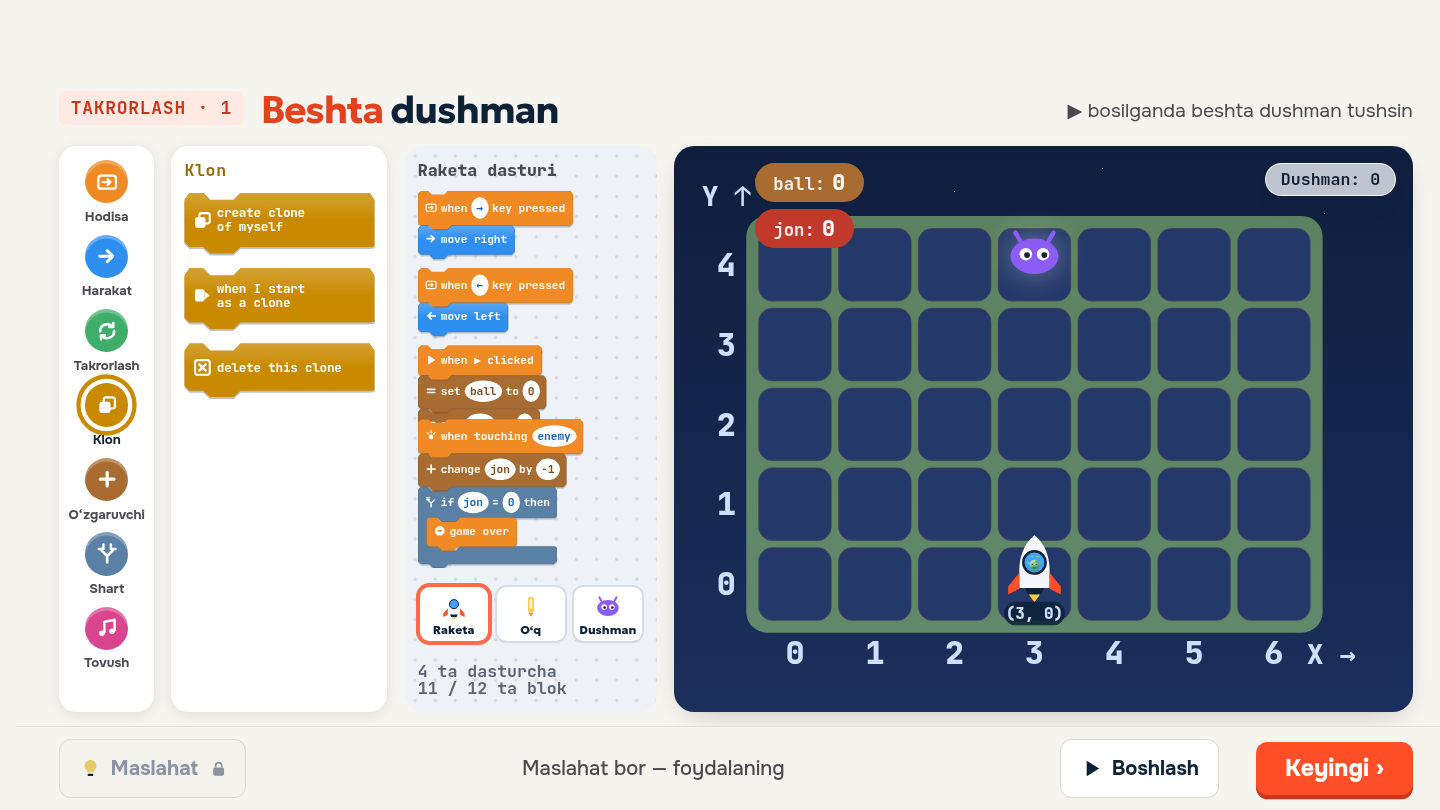 TAKRORLASH · 1
Beshta dushman
▶ bosilganda beshta dushman tushsin
Hodisa
Harakat
Takrorlash
Klon
Oʻzgaruvchi
Shart
Tovush
Klon
create clone
of myself
when I start
as a clone
delete this clone
Raketa dasturi
when → key pressed
→ move right
when ← key pressed
← move left
when ▶ clicked
= set ball to 0
when touching enemy
+ change jon by -1
if jon = 0 then
game over
Raketa
Oʻq
Dushman
4 ta dasturcha
11 / 12 ta blok
ball: 0
jon: 0
Dushman: 0
Y ↑
4
3
2
1
0
(3, 0)
0 1 2 3 4 5 6 X →
Maslahat
Maslahat bor — foydalaning
▶ Boshlash
Keyingi ›